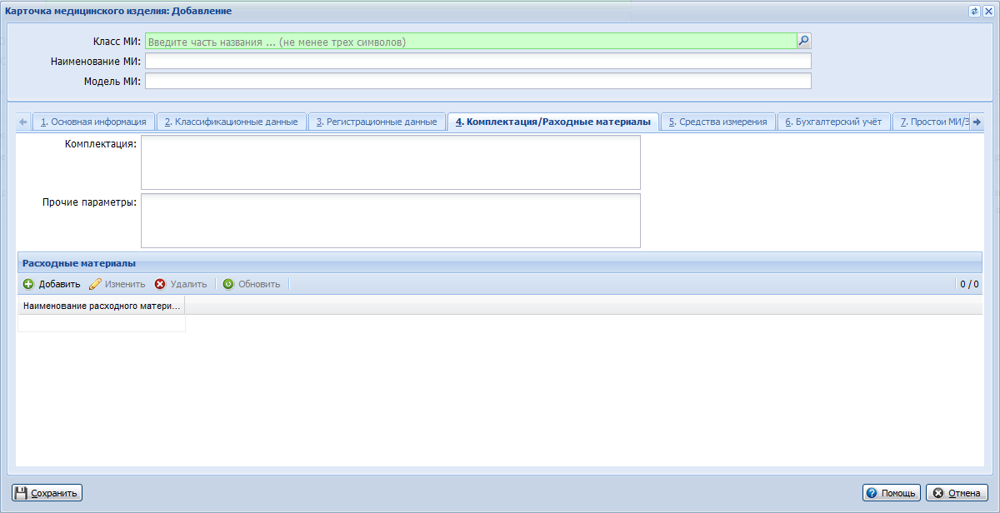 Карточка медицинского изделия: Добавление
Класс МИ: Введите часть названия ... (не менее трех символов)
Наименование МИ:
Модель МИ:
1. Основная информация 2. Классификационные данные 3. Регистрационные данные 4. Комплектация/Раходные материалы 5. Средства измерения 6. Бухгалтерский учёт 7. Простои МИ/Э
Комплектация:
Прочие параметры:
Расходные материалы
Добавить Изменить Удалить Обновить 0 / 0
Наименование расходного матери...
Сохранить Помощь Отмена